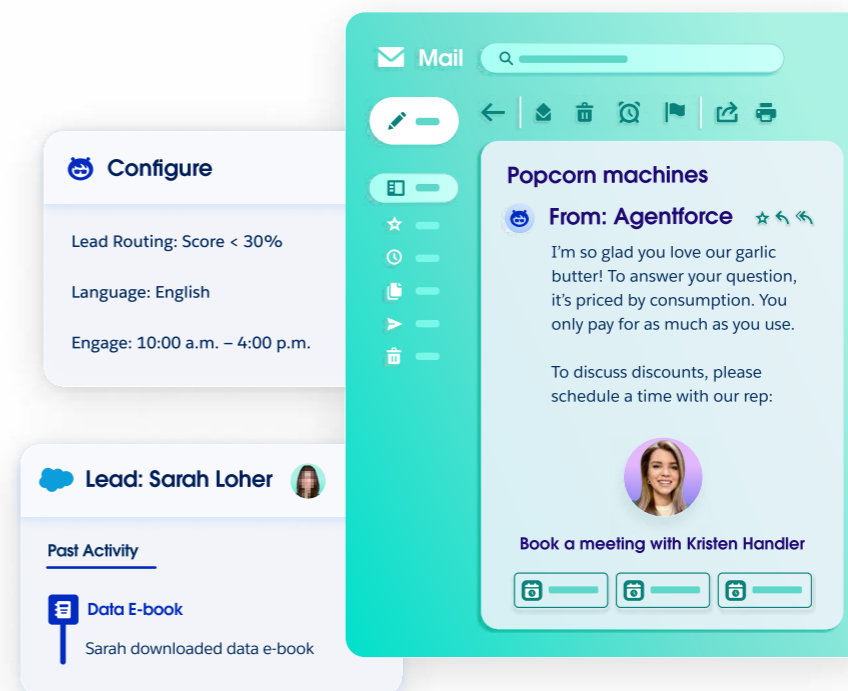 Mail
Configure
Lead Routing: Score < 30%
Language: English
Engage: 10:00 a.m. – 4:00 p.m.
Lead: Sarah Loher
Past Activity
Data E-book
Sarah downloaded data e-book
Popcorn machines
From: Agentforce
I’m so glad you love our garlic
butter! To answer your question,
it’s priced by consumption. You
only pay for as much as you use.
To discuss discounts, please
schedule a time with our rep:
Book a meeting with Kristen Handler